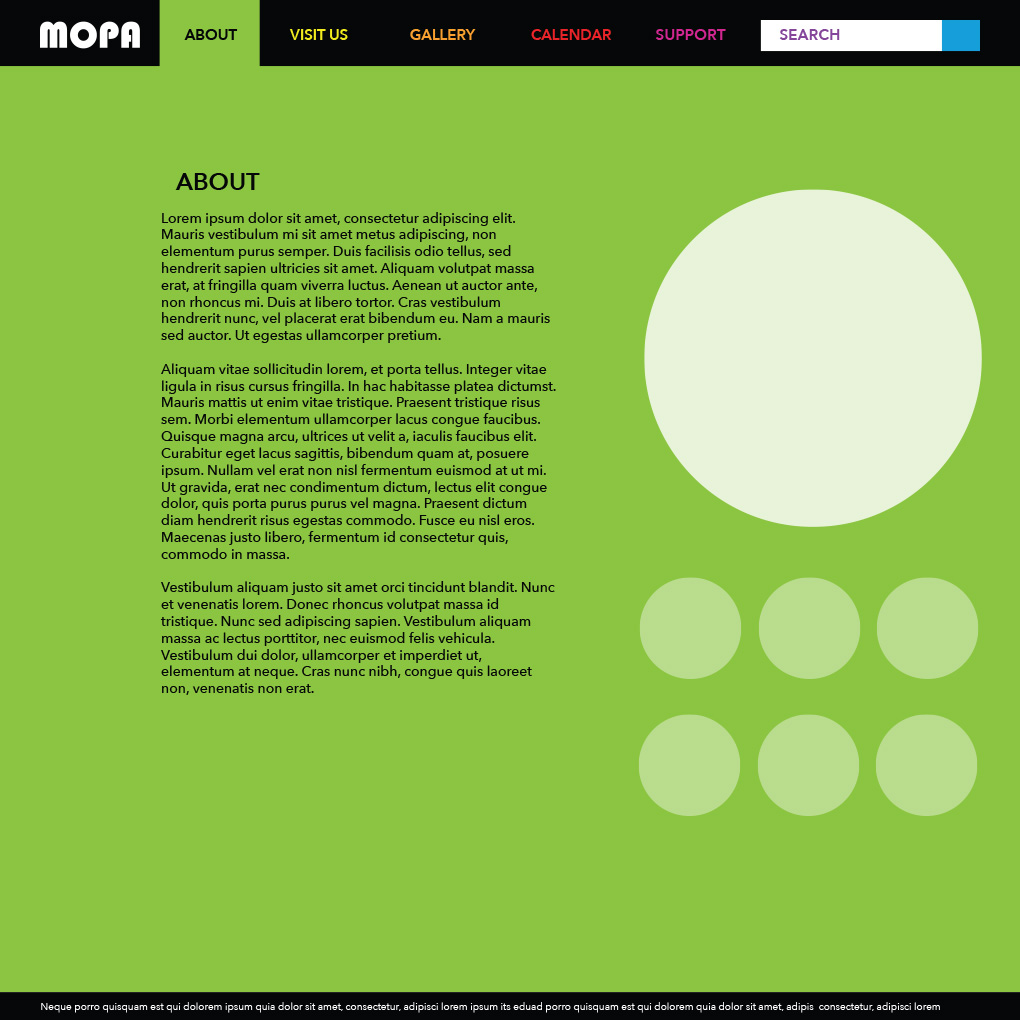 MOPA ABOUT VISIT US GALLERY CALENDAR SUPPORT SEARCH
ABOUT
Lorem ipsum dolor sit amet, consectetur adipiscing elit.
Mauris vestibulum mi sit amet metus adipiscing, non
elementum purus semper. Duis facilisis odio tellus, sed
hendrerit sapien ultricies sit amet. Aliquam volutpat massa
erat, at fringilla quam viverra luctus. Aenean ut auctor ante,
non rhoncus mi. Duis at libero tortor. Cras vestibulum
hendrerit nunc, vel placerat erat bibendum eu. Nam a mauris
sed auctor. Ut egestas ullamcorper pretium.
Aliquam vitae sollicitudin lorem, et porta tellus. Integer vitae
ligula in risus cursus fringilla. In hac habitasse platea dictumst.
Mauris mattis ut enim vitae tristique. Praesent tristique risus
sem. Morbi elementum ullamcorper lacus congue faucibus.
Quisque magna arcu, ultrices ut velit a, iaculis faucibus elit.
Curabitur eget lacus sagittis, bibendum quam at, posuere
ipsum. Nullam vel erat non nisl fermentum euismod at ut mi.
Ut gravida, erat nec condimentum dictum, lectus elit congue
dolor, quis porta purus purus vel magna. Praesent dictum
diam hendrerit risus egestas commodo. Fusce eu nisl eros.
Maecenas justo libero, fermentum id consectetur quis,
commodo in massa.
Vestibulum aliquam justo sit amet orci tincidunt blandit. Nunc
et venenatis lorem. Donec rhoncus volutpat massa id
tristique. Nunc sed adipiscing sapien. Vestibulum aliquam
massa ac lectus porttitor, nec euismod felis vehicula.
Vestibulum dui dolor, ullamcorper et imperdiet ut,
elementum at neque. Cras nunc nibh, congue quis laoreet
non, venenatis non erat.
Neque porro quisquam est qui dolorem ipsum quia dolor sit amet, consectetur, adipisci lorem ipsum its eduad porro quisquam est qui dolorem quia dolor sit amet, adipis consectetur, adipisci lorem